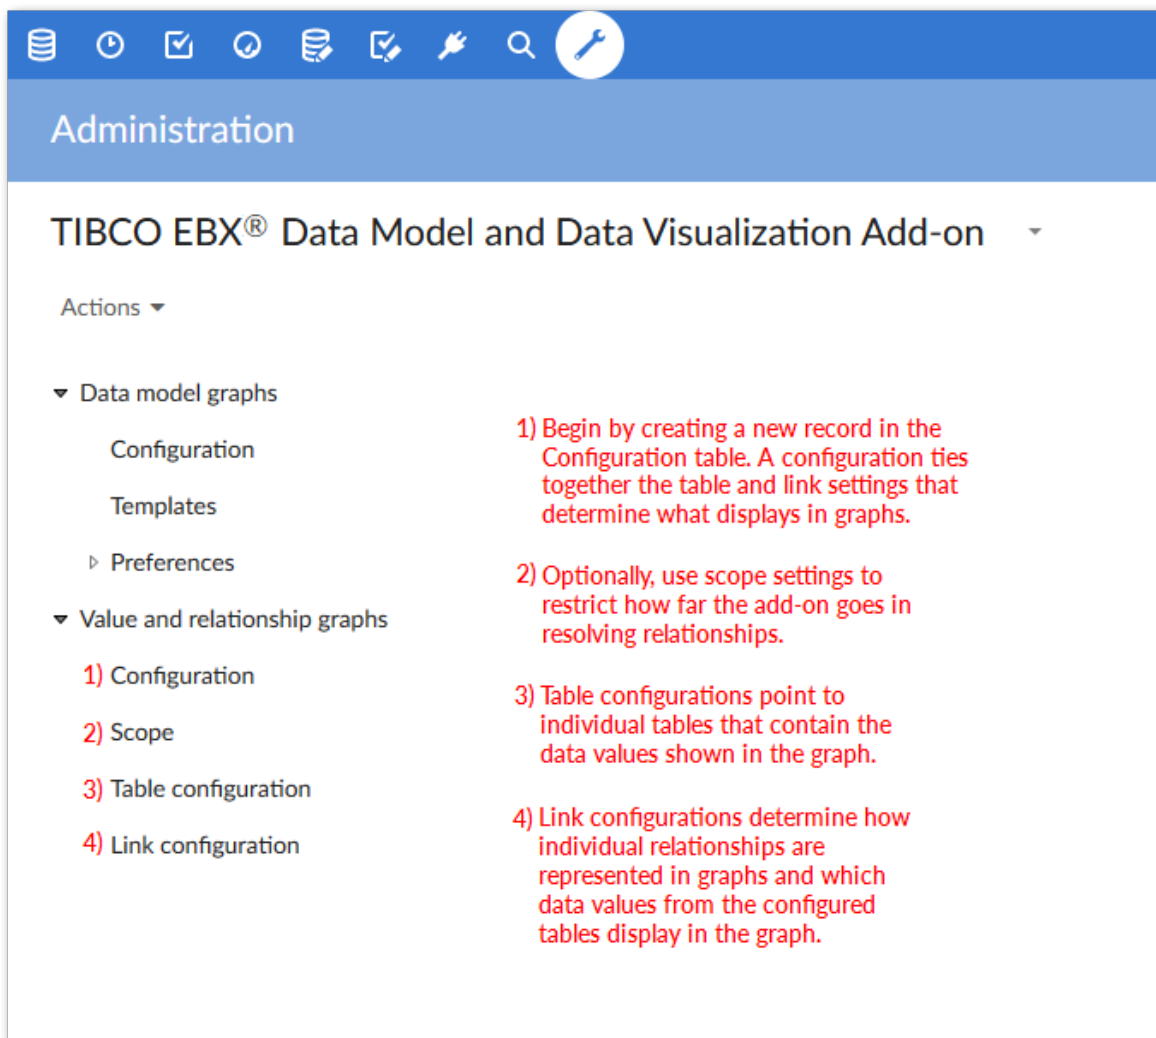 Administration
TIBCO EBX® Data Model and Data Visualization Add-on
Actions
Data model graphs
Configuration
Templates
Preferences
Value and relationship graphs
1) Configuration
2) Scope
3) Table configuration
4) Link configuration
1) Begin by creating a new record in the
Configuration table. A configuration ties
together the table and link settings that
determine what displays in graphs.
2) Optionally, use scope settings to
restrict how far the add-on goes in
resolving relationships.
3) Table configurations point to
individual tables that contain the
data values shown in the graph.
4) Link configurations determine how
individual relationships are
represented in graphs and which
data values from the configured
tables display in the graph.